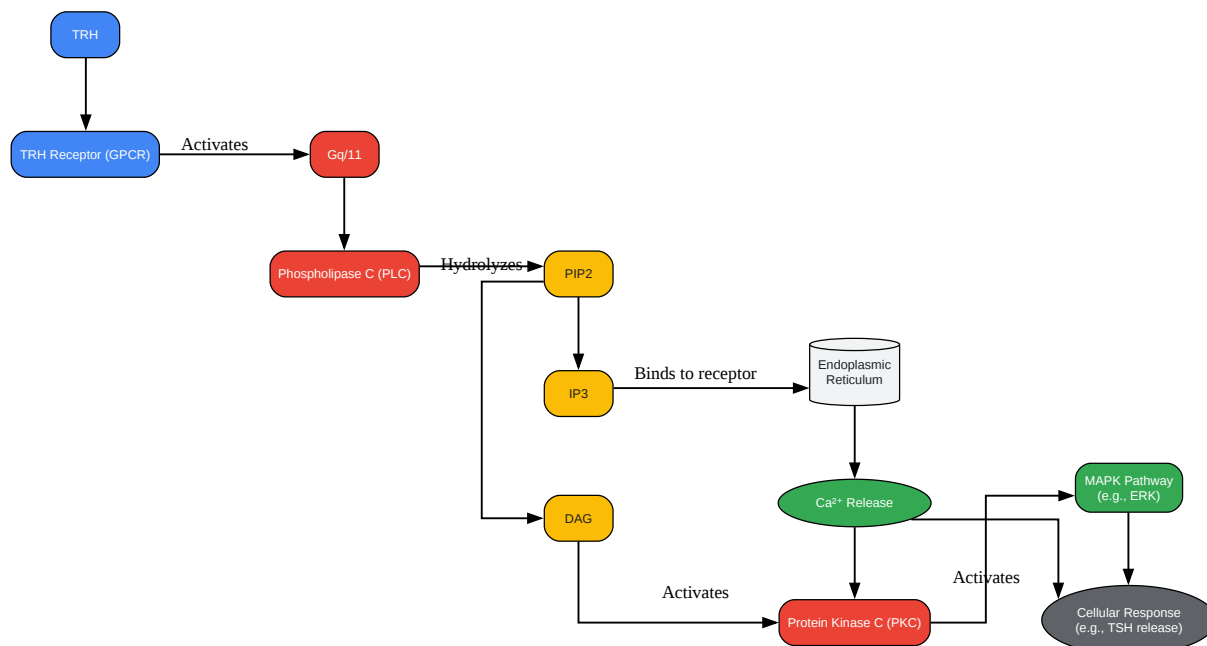 TRH
TRH Receptor (GPCR)
Activates
Gq/11
Phospholipase C (PLC)
Hydrolyzes
PIP2
IP3
Binds to receptor
Endoplasmic
Reticulum
DAG
Ca²⁺ Release
MAPK Pathway
(e.g., ERK)
Activates
Activates
Protein Kinase C (PKC)
Cellular Response
(e.g., TSH release)